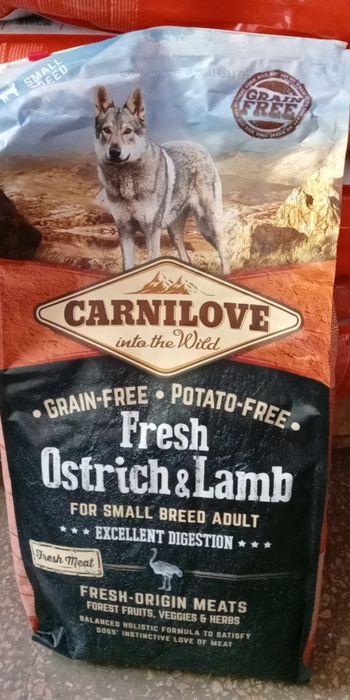 SMALL
BREED
GRAIN
FREE
CARNILOVE
into the Wild
• GRAIN-FREE • POTATO-FREE •
Fresh
Ostrich & Lamb
FOR SMALL BREED ADULT
★★★ EXCELLENT DIGESTION ★★★
Fresh Meat
FRESH-ORIGIN MEATS
FOREST FRUITS, VEGGIES & HERBS
BALANCED HOLISTIC FORMULA TO SATISFY
DOGS' INSTINCTIVE LOVE OF MEAT